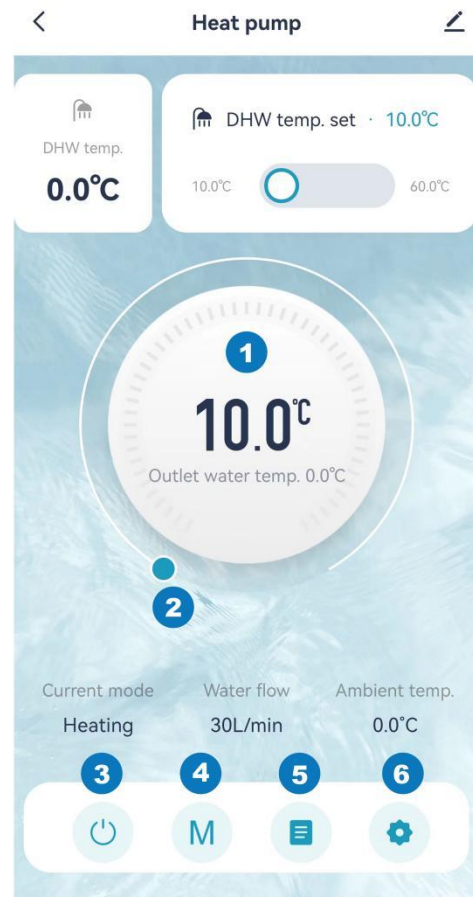 Heat pump
DHW temp.
0.0°C
DHW temp. set · 10.0°C
10.0°C
60.0°C
1
10.0°C
Outlet water temp. 0.0°C
2
Current mode Water flow Ambient temp.
Heating 30L/min 0.0°C
3 4 5 6
M